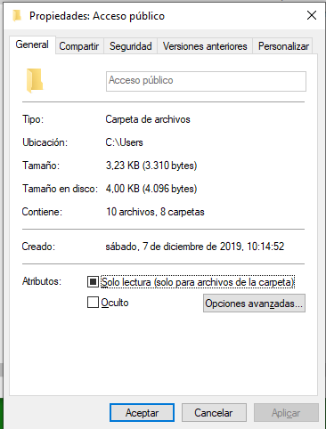 Propiedades: Acceso público
General Compartir Seguridad Versiones anteriores Personalizar
Acceso público
Tipo: Carpeta de archivos
Ubicación: C:\Users
Tamaño: 3,23 KB (3.310 bytes)
Tamaño en disco: 4,00 KB (4.096 bytes)
Contiene: 10 archivos, 8 carpetas
Creado: sábado, 7 de diciembre de 2019, 10:14:52
Atributos: Solo lectura (solo para archivos de la carpeta)
Oculto Opciones avanzadas...
Aceptar Cancelar Aplicar